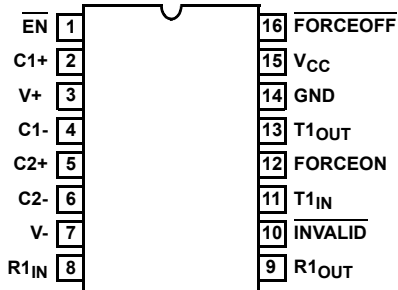 EN 1 16 FORCEOFF
C1+ 2 15 VCC
V+ 3 14 GND
C1- 4 13 T1OUT
C2+ 5 12 FORCEON
C2- 6 11 T1IN
V- 7 10 INVALID
R1IN 8 9 R1OUT